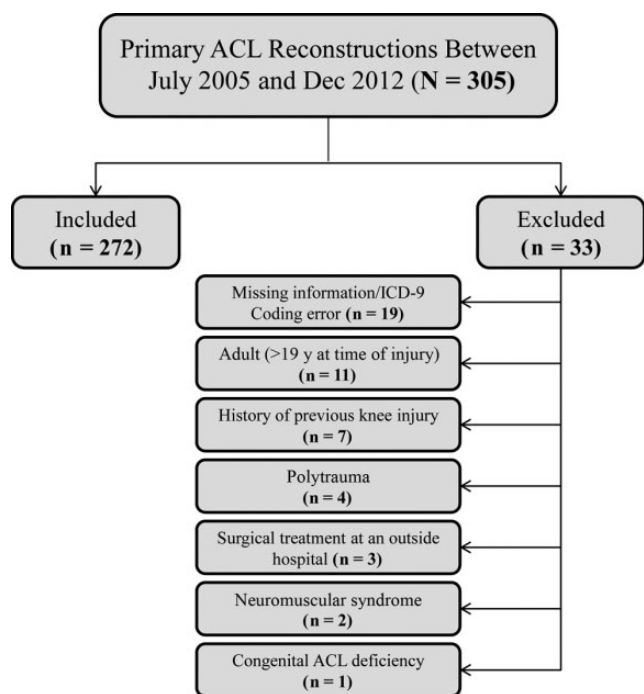 Primary ACL Reconstructions Between
July 2005 and Dec 2012 (N = 305)
Included
(n = 272)
Excluded
(n = 33)
Missing information/ICD-9
Coding error (n = 19)
Adult (>19 y at time of injury)
(n = 11)
History of previous knee injury
(n = 7)
Polytrauma
(n = 4)
Surgical treatment at an outside
hospital (n = 3)
Neuromuscular syndrome
(n = 2)
Congenital ACL deficiency
(n = 1)